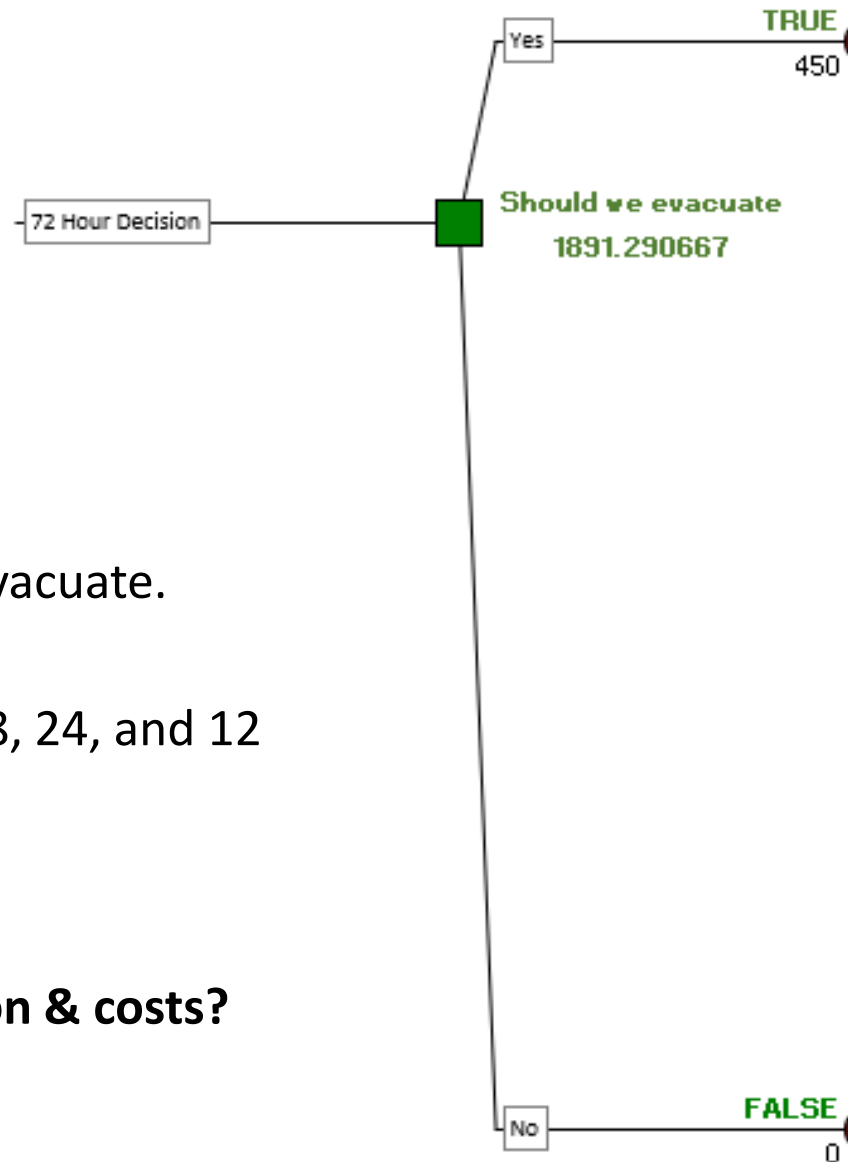 Yes
TRUE
450
72 Hour Decision
Should we evacuate
1891.290667
vacuate.
8, 24, and 12
on & costs?
No
FALSE
0